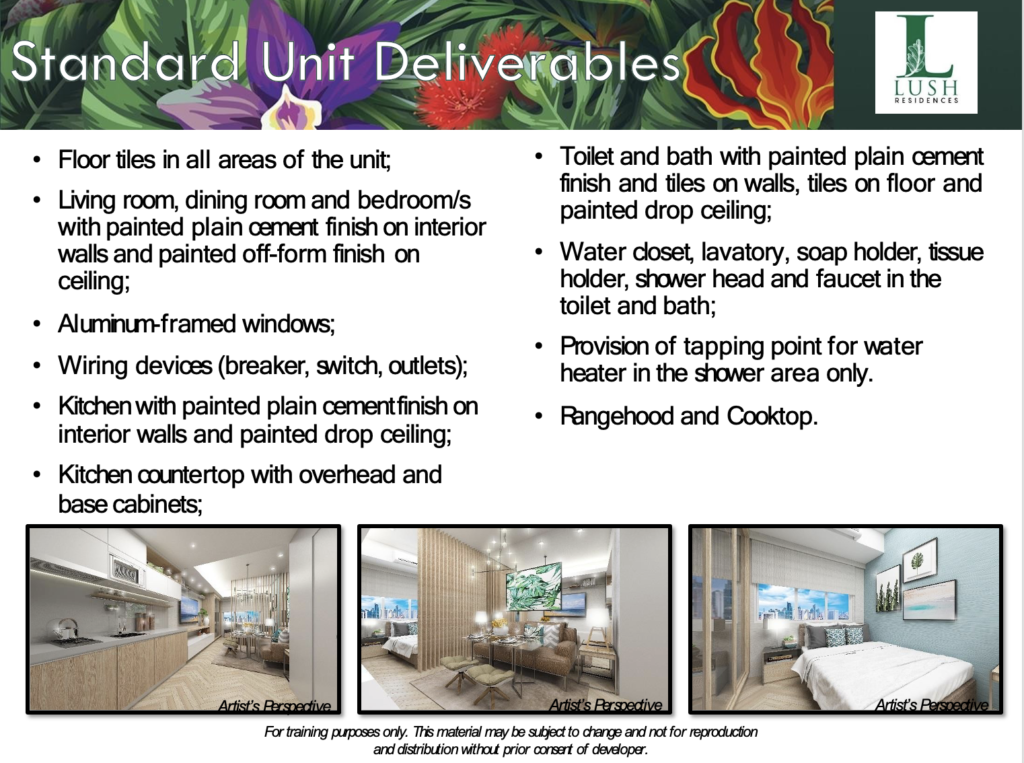 Standard Unit Deliverables
L
LUSH
RESIDENCES
• Floor tiles in all areas of the unit;
• Living room, dining room and bedroom/s
with painted plain cement finish on interior
walls and painted off-form finish on
ceiling;
• Aluminum-framed windows;
• Wiring devices (breaker, switch, outlets);
• Kitchen with painted plain cement finish on
interior walls and painted drop ceiling;
• Kitchen countertop with overhead and
base cabinets;
• Toilet and bath with painted plain cement
finish and tiles on walls, tiles on floor and
painted drop ceiling;
• Water closet, lavatory, soap holder, tissue
holder, shower head and faucet in the
toilet and bath;
• Provision of tapping point for water
heater in the shower area only.
• Rangehood and Cooktop.
Artist's Perspective
Artist's Perspective
Artist's Perspective
For training purposes only. This material may be subject to change and not for reproduction
and distribution without prior consent of developer.